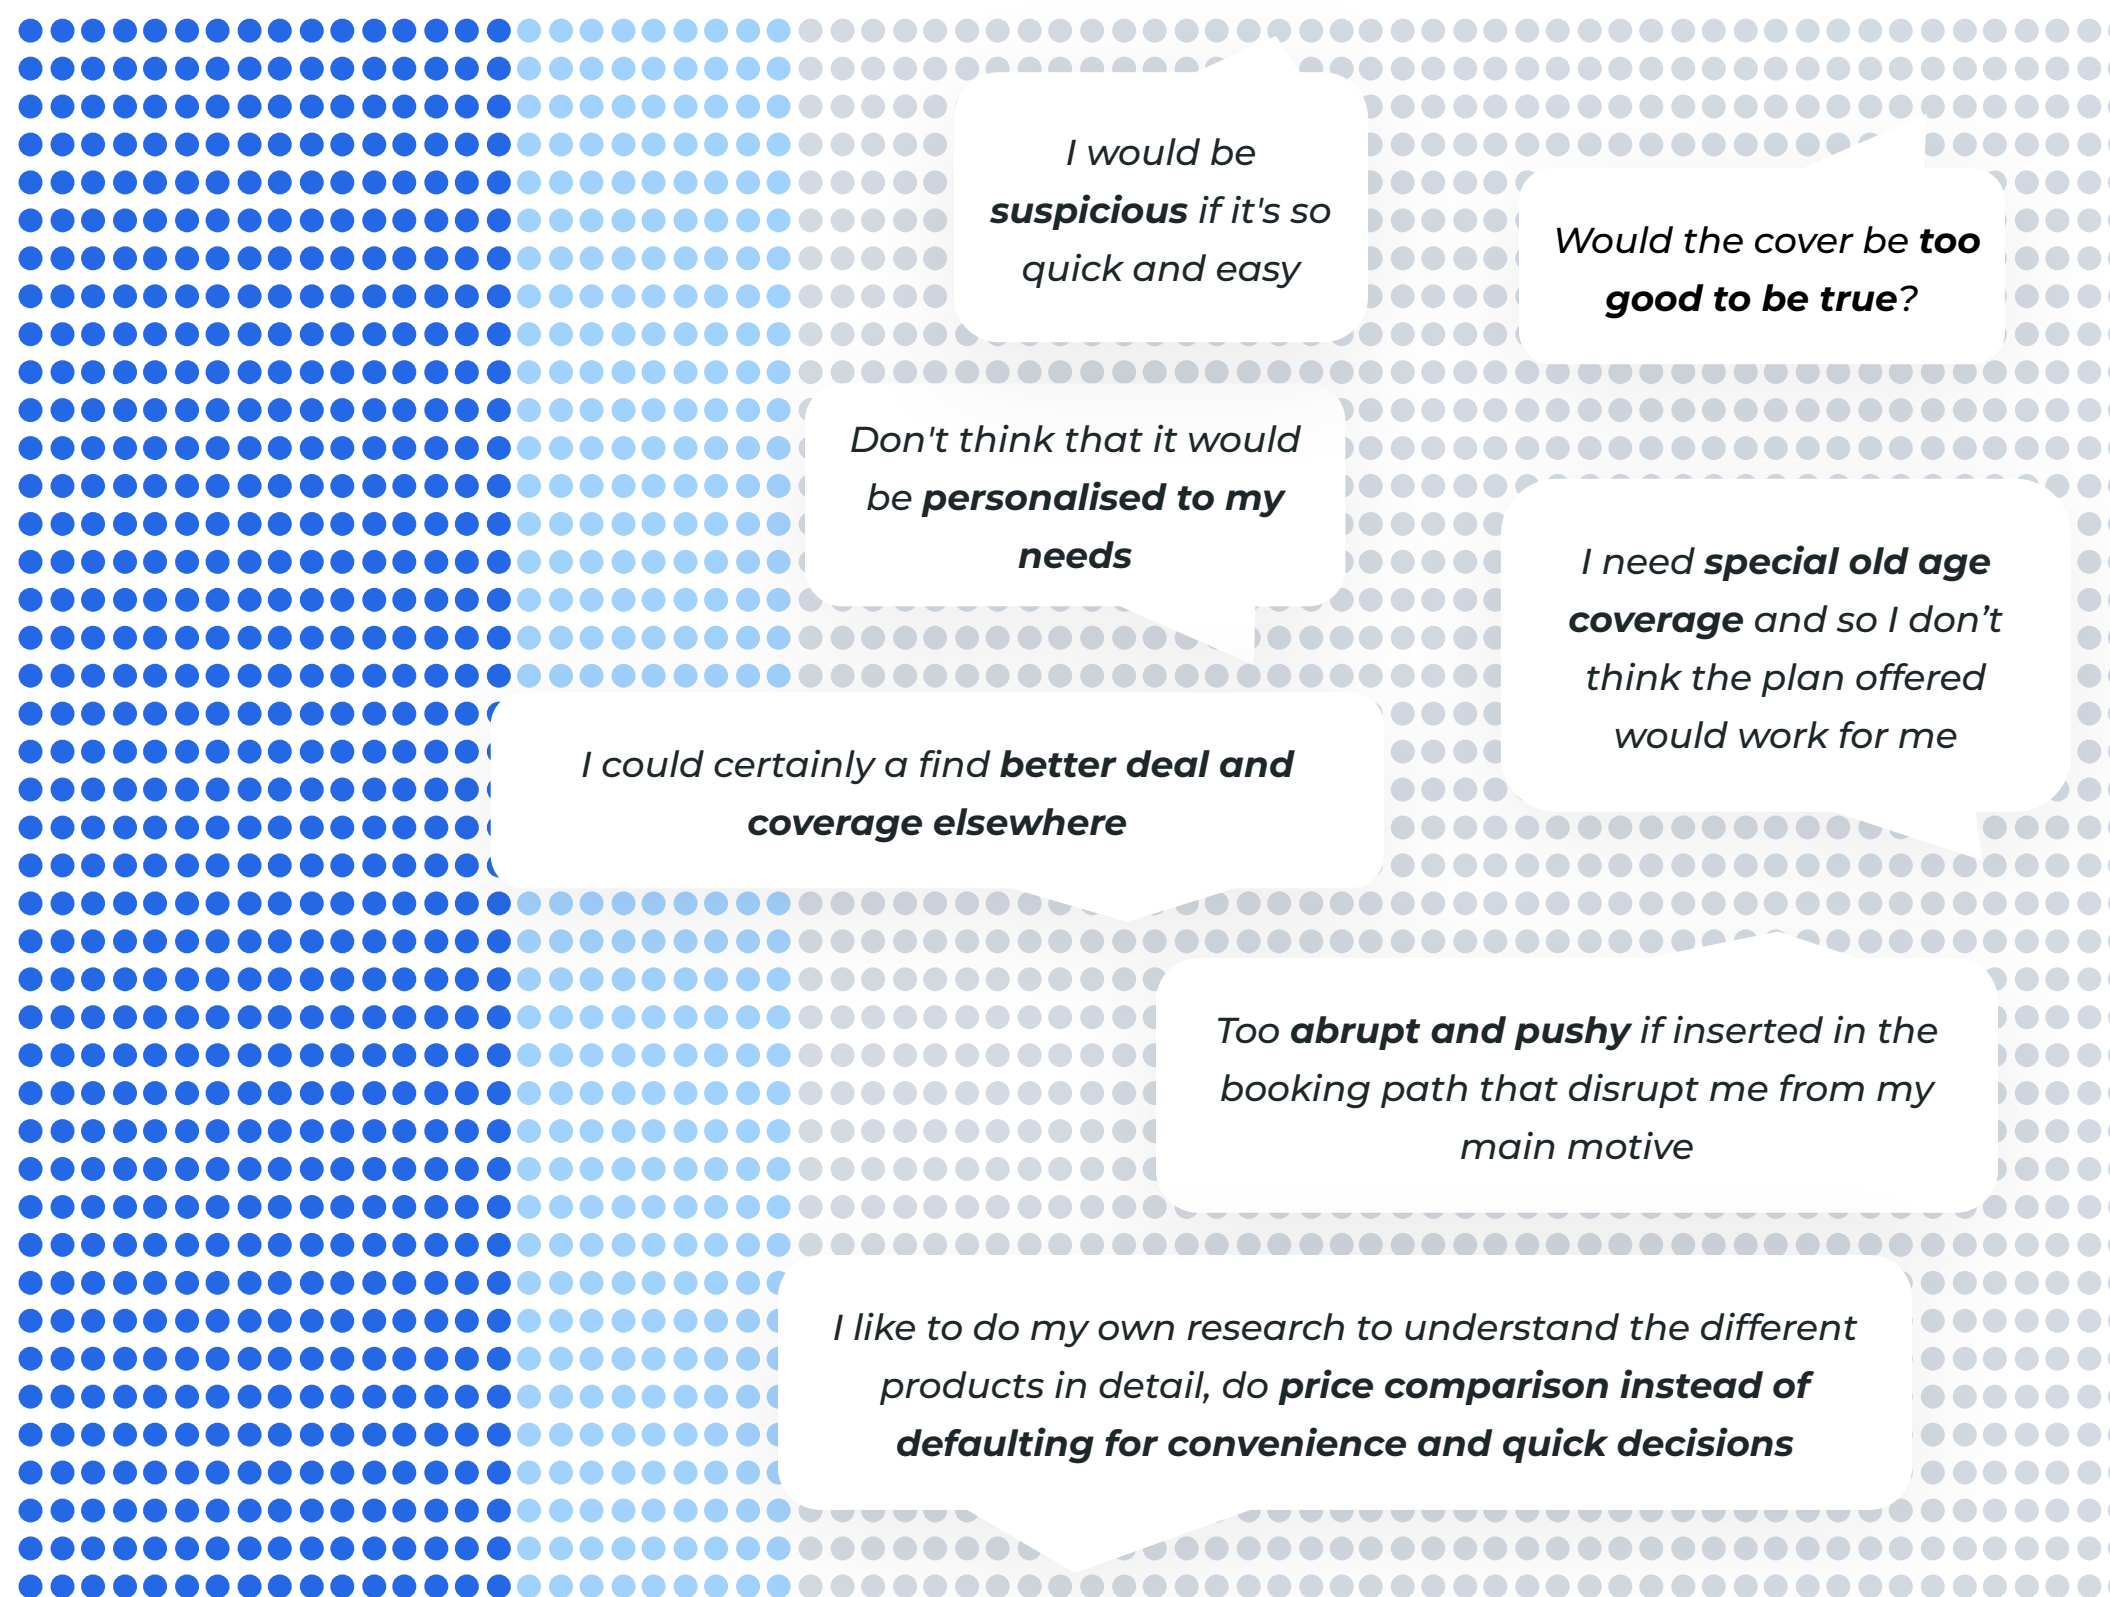 I would be
suspicious if it's so
quick and easy
Would the cover be too
good to be true?
Don't think that it would
be personalised to my
needs
I need special old age
coverage and so I don’t
think the plan offered
would work for me
I could certainly a find better deal and
coverage elsewhere
Too abrupt and pushy if inserted in the
booking path that disrupt me from my
main motive
I like to do my own research to understand the different
products in detail, do price comparison instead of
defaulting for convenience and quick decisions